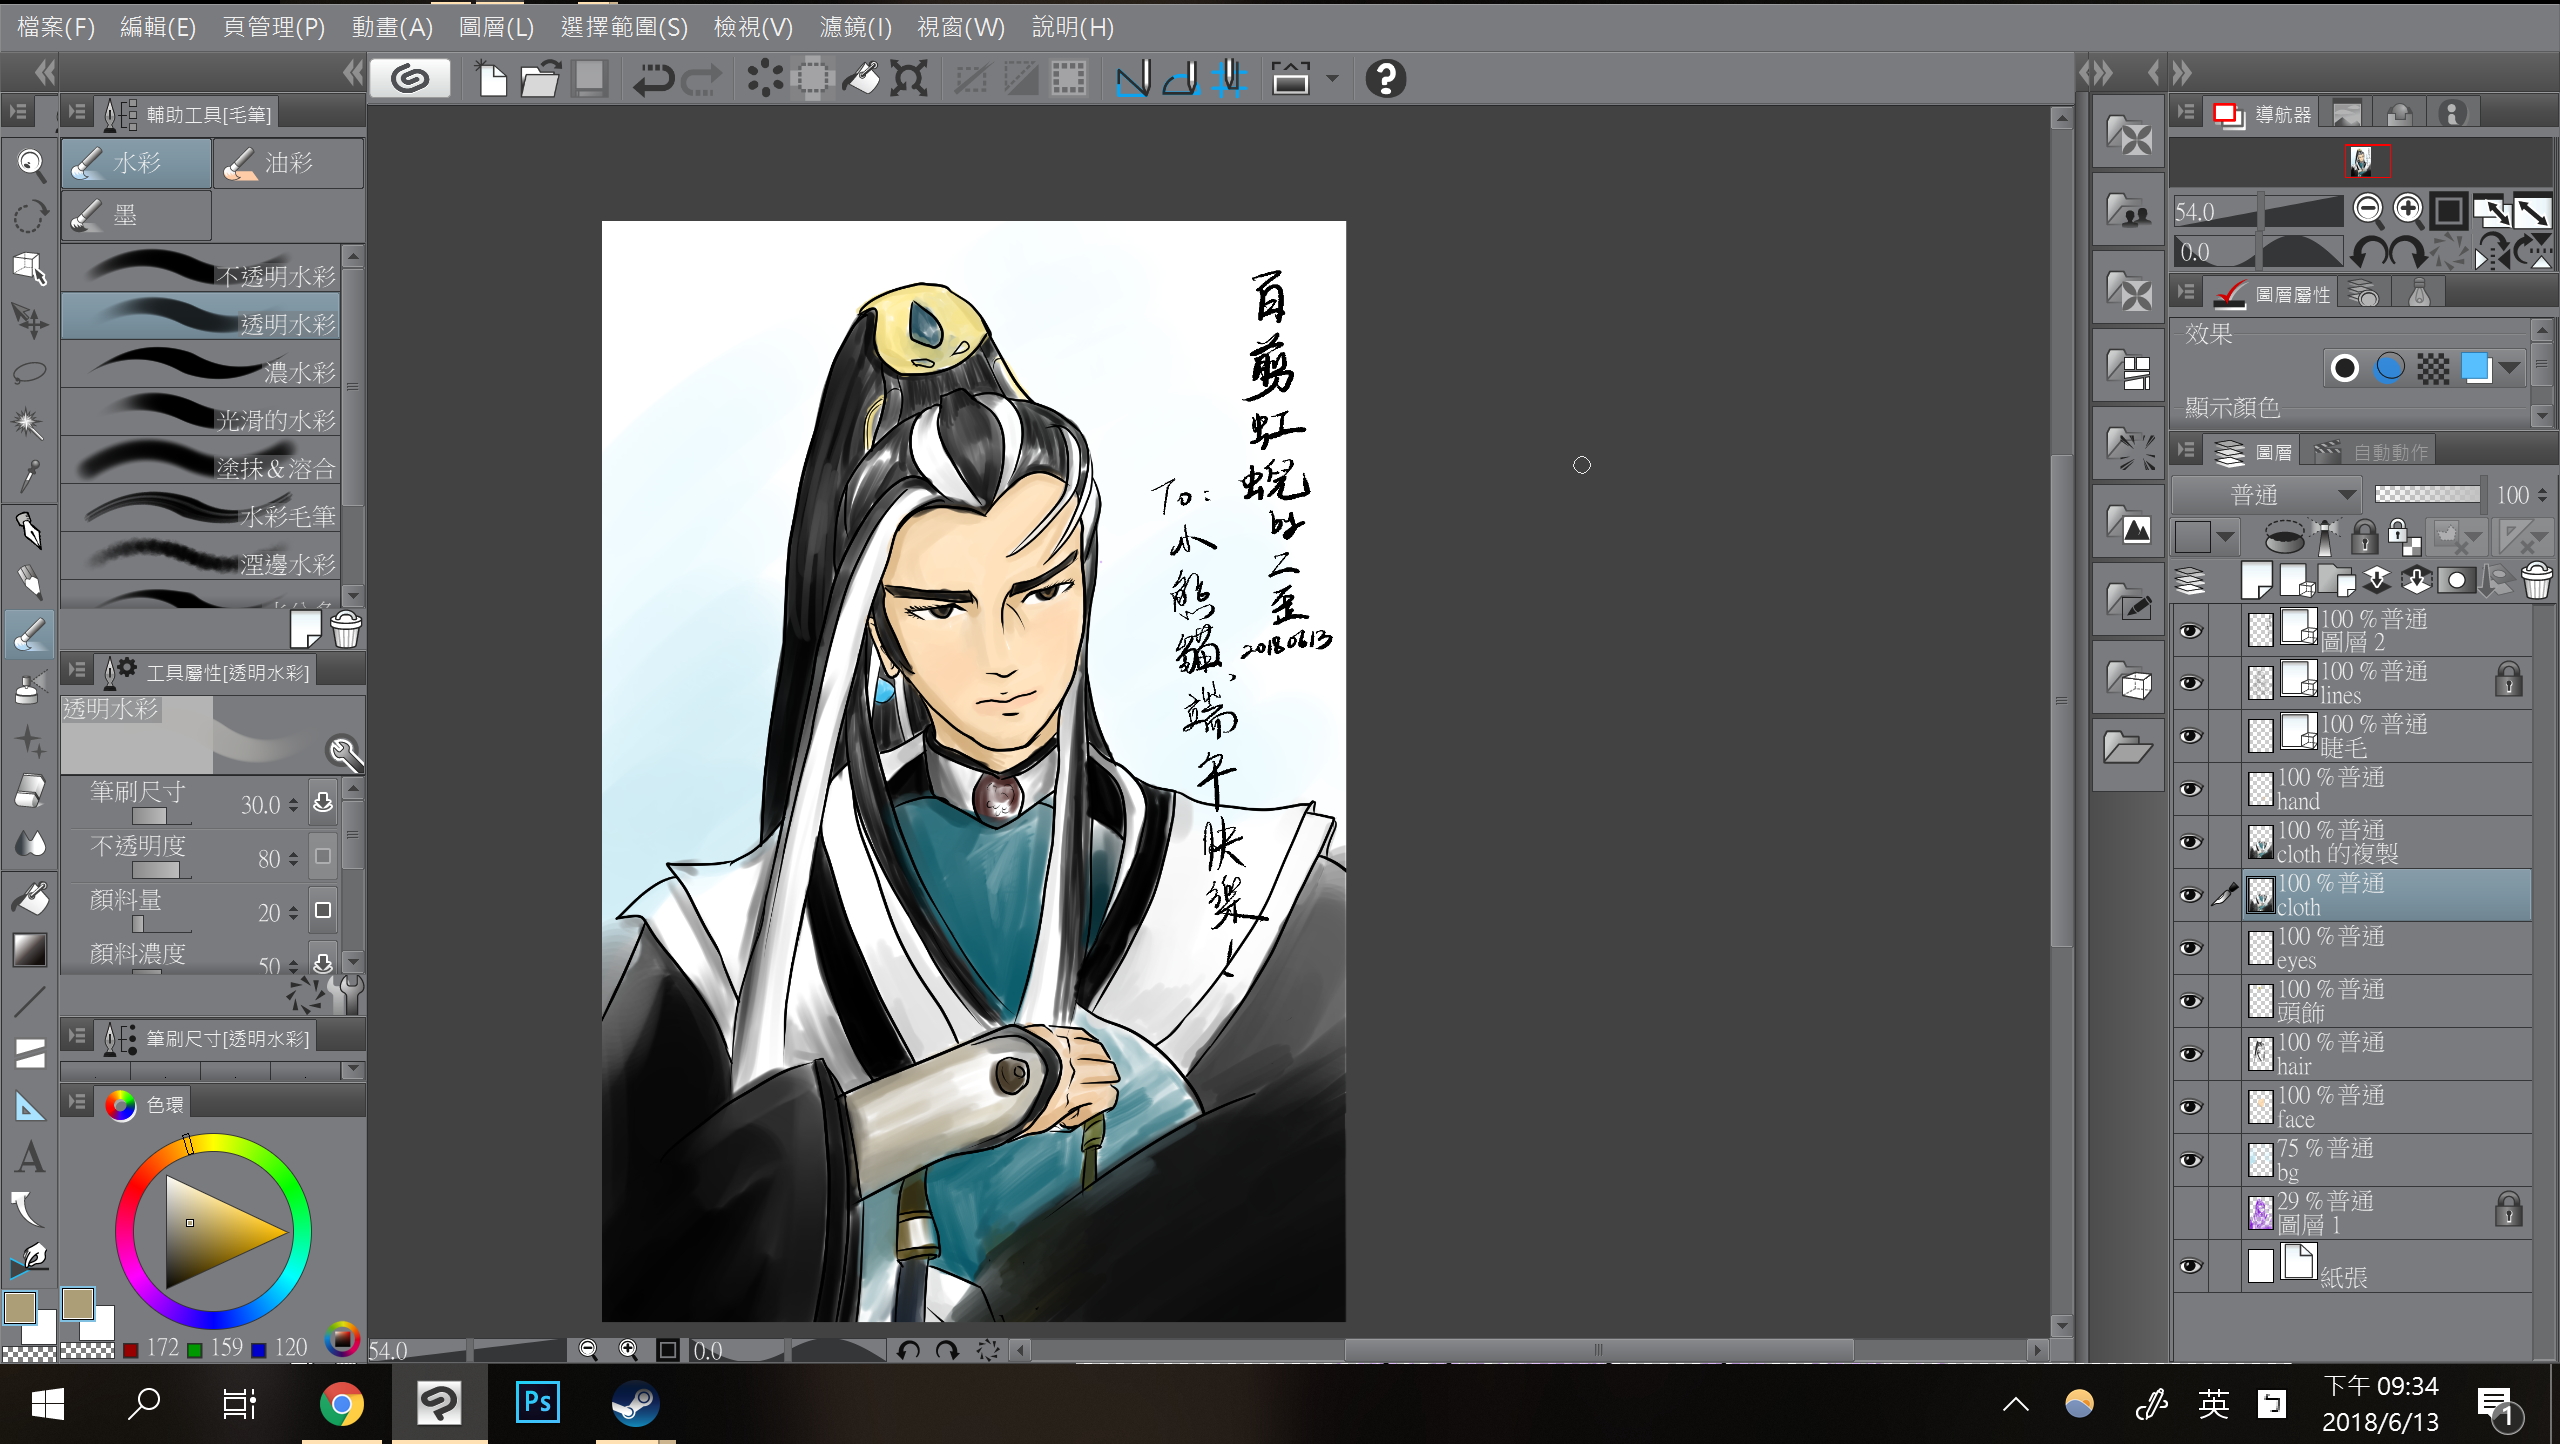 檔案(F) 編輯(E) 頁管理(P) 動畫(A) 圖層(L) 選擇範圍(S) 檢視(V) 濾鏡(I) 視窗(W) 說明(H)
輔助工具[毛筆]
水彩
油彩
墨
不透明水彩
透明水彩
濃水彩
光滑的水彩
塗抹＆溶合
水彩毛筆
溼邊水彩
工具屬性[透明水彩]
透明水彩
筆刷尺寸 30.0
不透明度 80
顏料量 20
顏料濃度 50
筆刷尺寸[透明水彩]
色環
172 159 120
百剪虹蜺
2018.06.13
To:
小熊貓、端午快樂
54.0
0.0
導航器
54.0
0.0
圖層屬性
效果
顯示顏色
圖層
自動動作
普通
100
100 %普通
圖層 2
100 %普通
lines
100 %普通
睫毛
100 %普通
hand
100 %普通
cloth 的複製
100 %普通
cloth
100 %普通
eyes
100 %普通
頭飾
100 %普通
hair
100 %普通
face
75 %普通
bg
29 %普通
圖層 1
紙張
Ps
英
ㄅ
下午 09:34
2018/6/13
1